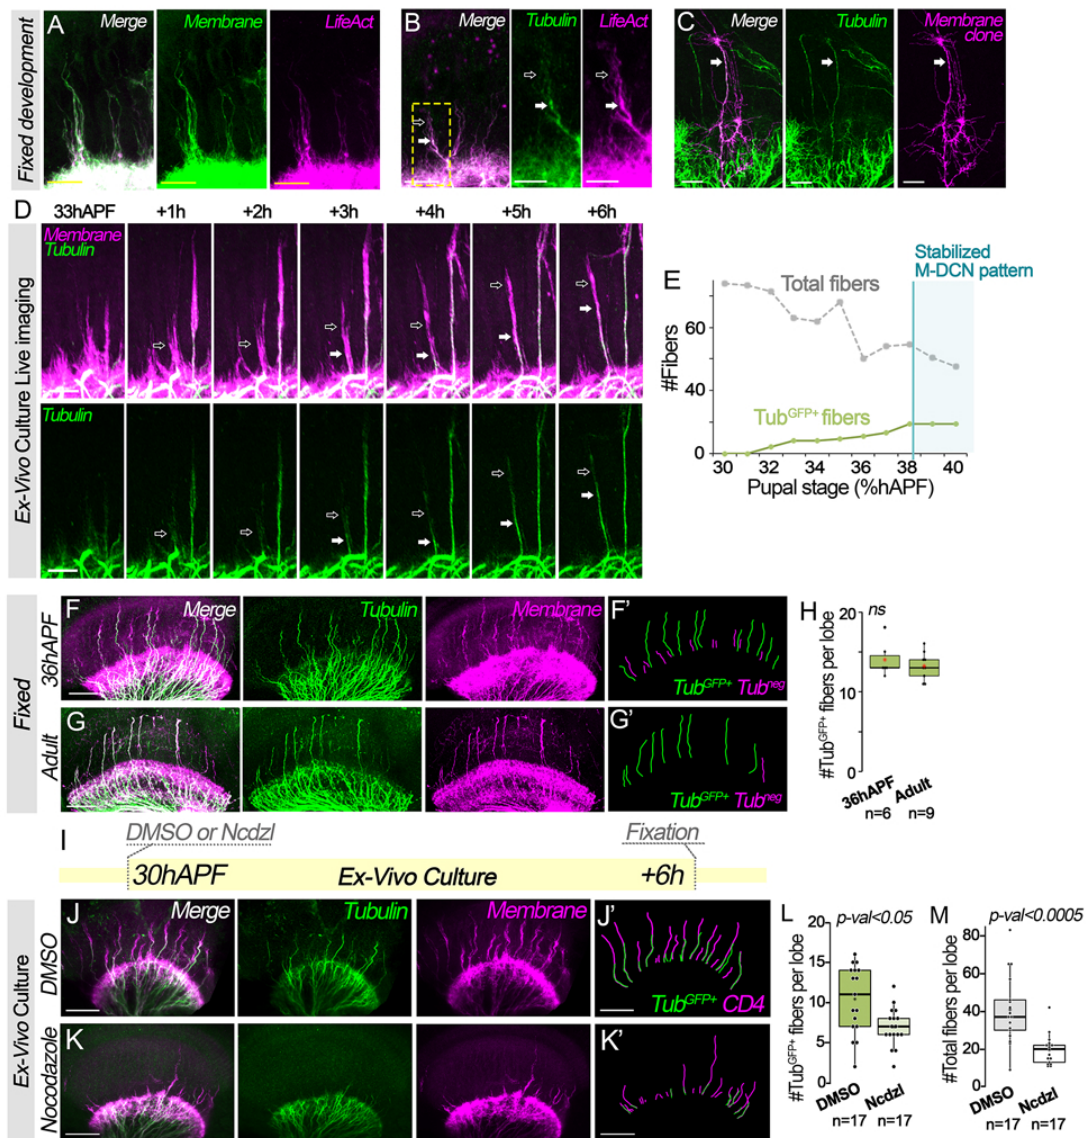 Fixed development
A
Merge
Membrane
LifeAct
B
Merge
Tubulin
LifeAct
C
Merge
Tubulin
Membrane
clone
D
33hAPF
+1h
+2h
+3h
+4h
+5h
+6h
Ex-Vivo Culture Live imaging
Membrane
Tubulin
Tubulin
E
Stabilized
M-DCN pattern
Total fibers
#Fibers
60
40
0
TubGFP+ fibers
30 32 34 36 38 40
Pupal stage (%hAPF)
Fixed
36hAPF
F
Merge
Tubulin
Membrane
F'
TubGFP+ Tubneg
Adult
G
G'
TubGFP+ Tubneg
H
ns
#TubGFP+ fibers per lobe
20
15
10
5
0
36hAPF
Adult
n=6
n=9
I
DMSO or Ncdzl
Fixation
30hAPF
Ex-Vivo Culture
+6h
Ex-Vivo Culture
DMSO
J
Merge
Tubulin
Membrane
J'
TubGFP+ CD4
Nocodazole
K
K'
L
p-val<0.05
#TubGFP+ fibers per lobe
20
15
10
5
0
DMSO
Ncdzl
n=17
n=17
M
p-val<0.0005
#Total fibers per lobe
80
60
40
20
0
DMSO
Ncdzl
n=17
n=17